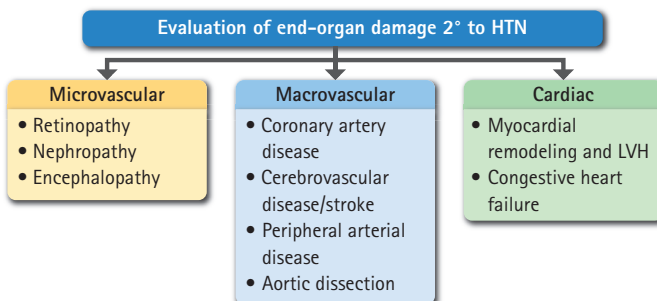 Evaluation of end-organ damage 2° to HTN
Microvascular
• Retinopathy
• Nephropathy
• Encephalopathy
Macrovascular
• Coronary artery
disease
• Cerebrovascular
disease/stroke
• Peripheral arterial
disease
• Aortic dissection
Cardiac
• Myocardial
remodeling and LVH
• Congestive heart
failure